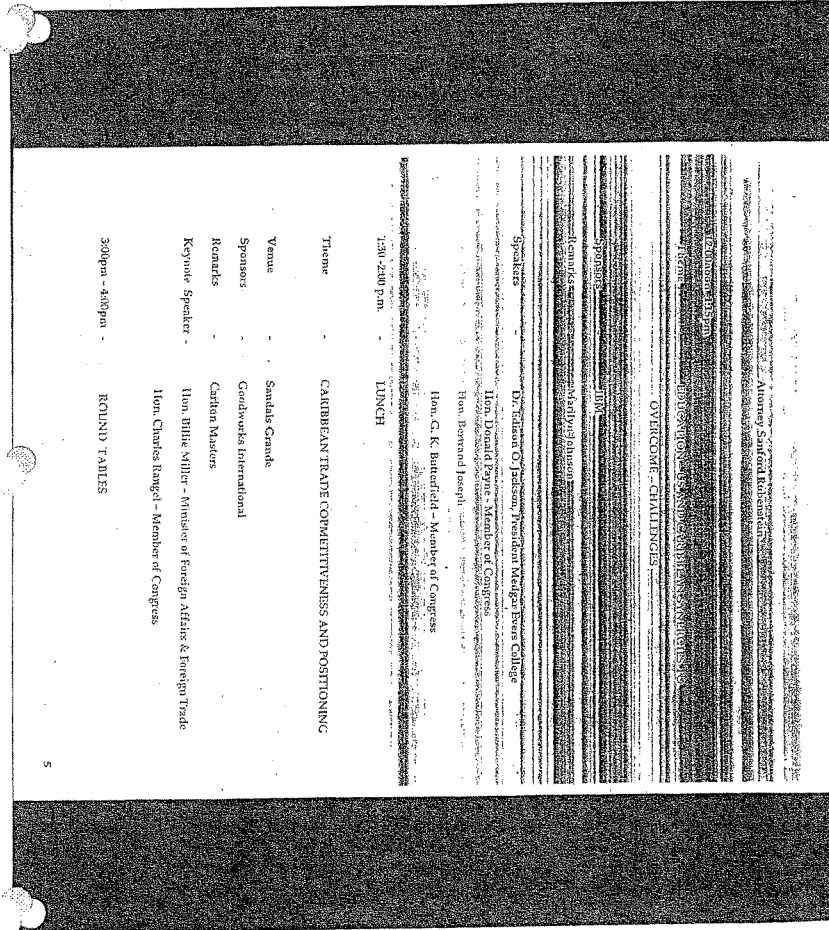 Attorney Sanford Rubenstein
12:00noon
Theme
OVERCOME - CHALLENGES
Sponsors - IBM
Remarks Marilyn Johnson
Speakers - Dr. Edison O. Jackson, President Medgar Evers College
Hon. Donald Payne - Member of Congress
Hon. Bertrand Joseph
Hon. G. K. Butterfield - Member of Congress
1:30 -2:00 p.m. - LUNCH
Theme - CARIBBEAN TRADE COPMETITIVENESS AND POSITIONING
Venue - Sandals Grande
Sponsors - Goodworks International
Remarks - Carlton Masters
Keynote Speaker - Hon. Billie Miller - Minister of Foreign Affairs & Foreign Trade
Hon. Charles Rangel - Member of Congress
3:00pm - 4:00pm - ROUND TABLES
5